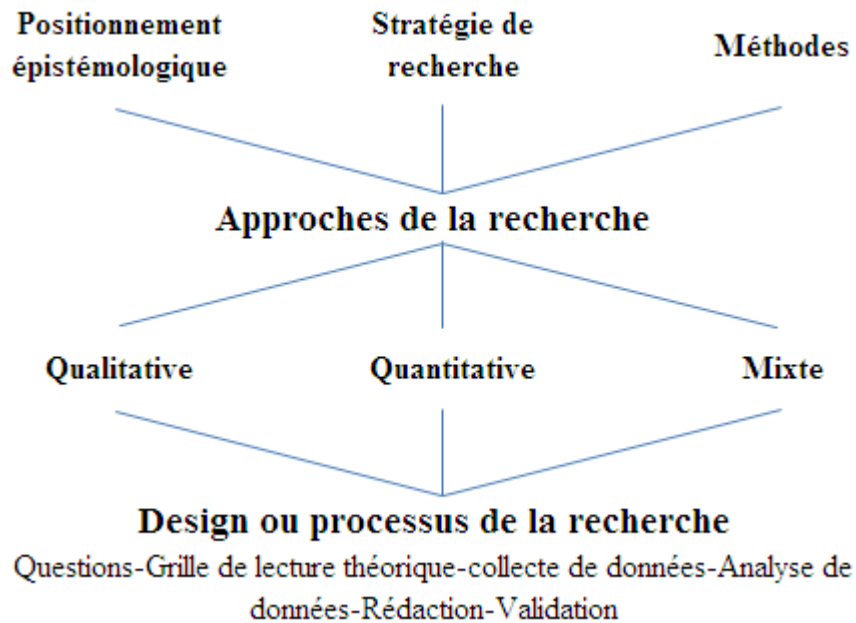 Positionnement
épistémologique
Stratégie de
recherche
Méthodes
Approches de la recherche
Qualitative
Quantitative
Mixte
Design ou processus de la recherche
Questions-Grille de lecture théorique-collecte de données-Analyse de
données-Rédaction-Validation